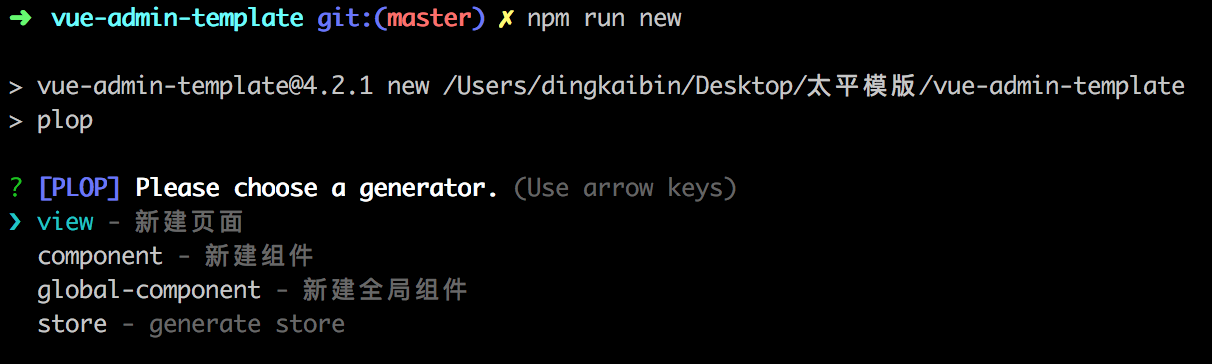 ➜ vue-admin-template git:(master) ✗ npm run new
> vue-admin-template@4.2.1 new /Users/dingkaibin/Desktop/太平模版/vue-admin-template
> plop
? [PLOP] Please choose a generator. (Use arrow keys)
❯ view - 新建页面
component - 新建组件
global-component - 新建全局组件
store - generate store